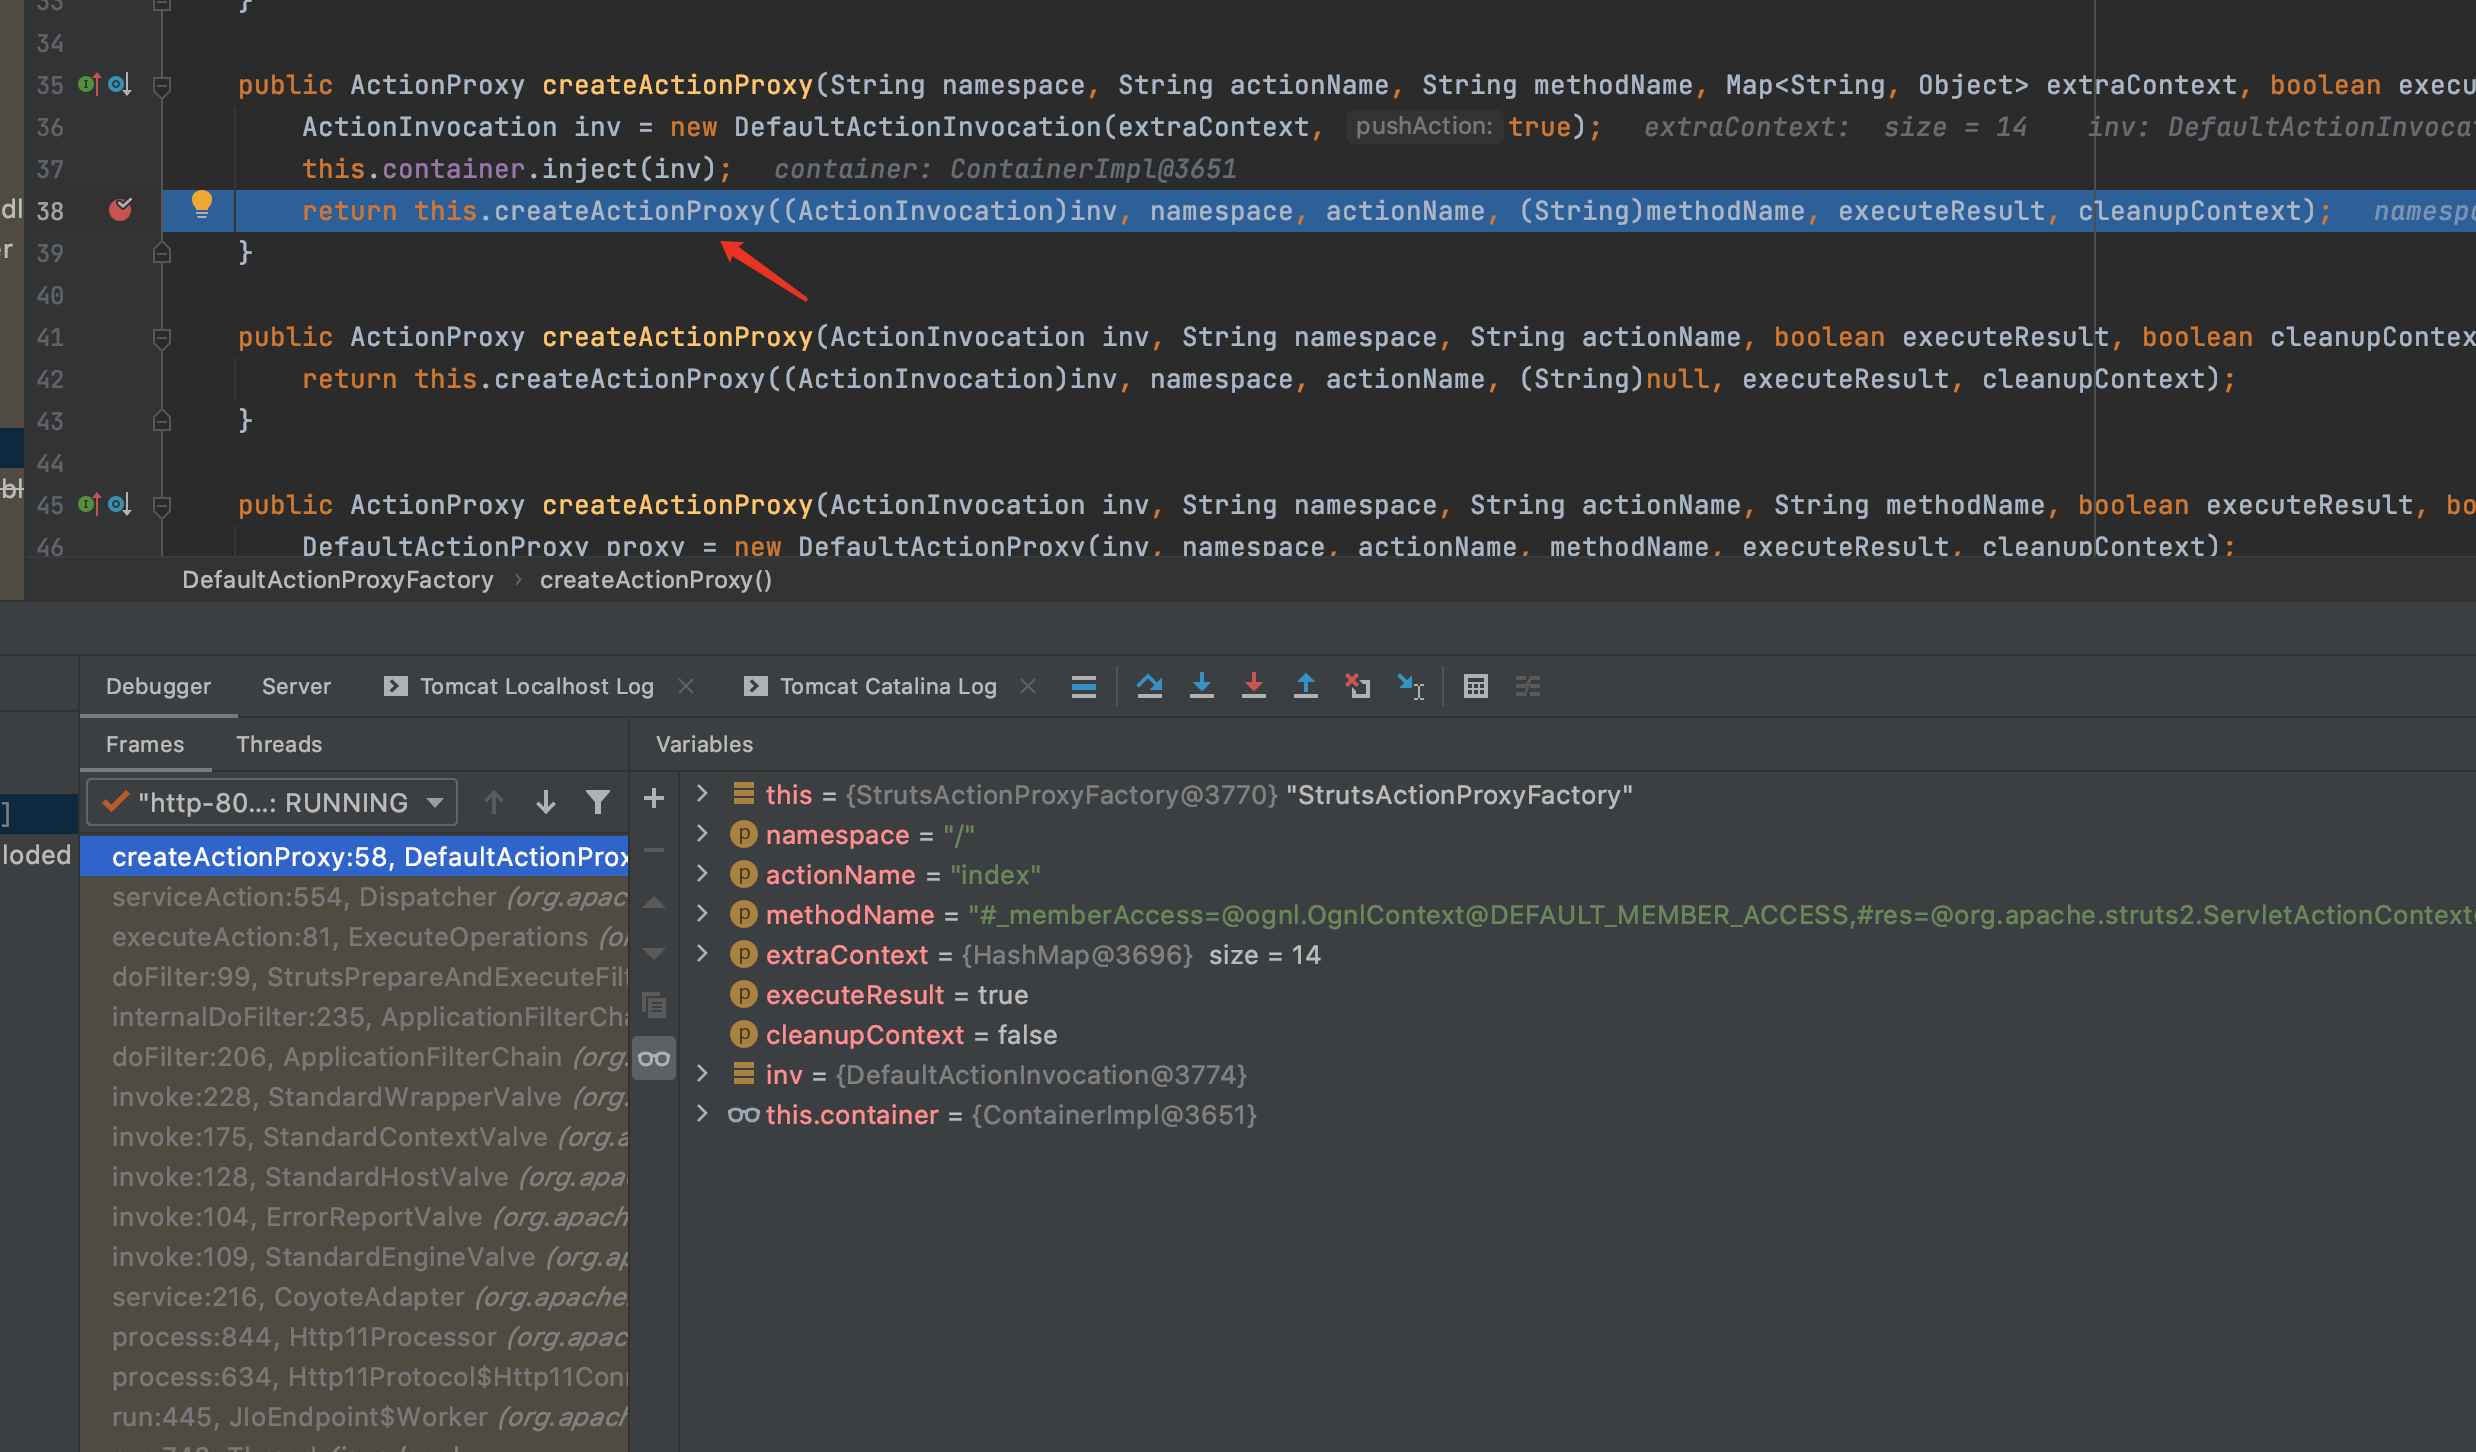 33 }
34
35 public ActionProxy createActionProxy(String namespace, String actionName, String methodName, Map<String, Object> extraContext, boolean execu
36 ActionInvocation inv = new DefaultActionInvocation(extraContext, pushAction: true); extraContext: size = 14 inv: DefaultActionInvoca
37 this.container.inject(inv); container: ContainerImpl@3651
dl 38 return this.createActionProxy((ActionInvocation)inv, namespace, actionName, (String)methodName, executeResult, cleanupContext); namesp
er 39 }
40
41 public ActionProxy createActionProxy(ActionInvocation inv, String namespace, String actionName, boolean executeResult, boolean cleanupContex
42 return this.createActionProxy((ActionInvocation)inv, namespace, actionName, (String)null, executeResult, cleanupContext);
43 }
44
bl 45 public ActionProxy createActionProxy(ActionInvocation inv, String namespace, String actionName, String methodName, boolean executeResult, bo
46 DefaultActionProxy proxy = new DefaultActionProxy(inv, namespace, actionName, methodName, executeResult, cleanupContext);
DefaultActionProxyFactory › createActionProxy()
Debugger Server Tomcat Localhost Log Tomcat Catalina Log
Frames Threads Variables
] "http-80...: RUNNING
loded
createActionProxy:58, DefaultActionProx
serviceAction:554, Dispatcher (org.apac
executeAction:81, ExecuteOperations (or
doFilter:99, StrutsPrepareAndExecuteFilt
internalDoFilter:235, ApplicationFilterCha
doFilter:206, ApplicationFilterChain (org.
invoke:228, StandardWrapperValve (org.
invoke:175, StandardContextValve (org.a
invoke:128, StandardHostValve (org.apa
invoke:104, ErrorReportValve (org.apach
invoke:109, StandardEngineValve (org.ap
service:216, CoyoteAdapter (org.apache.
process:844, Http11Processor (org.apac
process:634, Http11Protocol$Http11Con
run:445, JIoEndpoint$Worker (org.apach
this = {StrutsActionProxyFactory@3770} "StrutsActionProxyFactory"
namespace = "/"
actionName = "index"
methodName = "#_memberAccess=@ognl.OgnlContext@DEFAULT_MEMBER_ACCESS,#res=@org.apache.struts2.ServletActionContext
extraContext = {HashMap@3696} size = 14
executeResult = true
cleanupContext = false
inv = {DefaultActionInvocation@3774}
this.container = {ContainerImpl@3651}